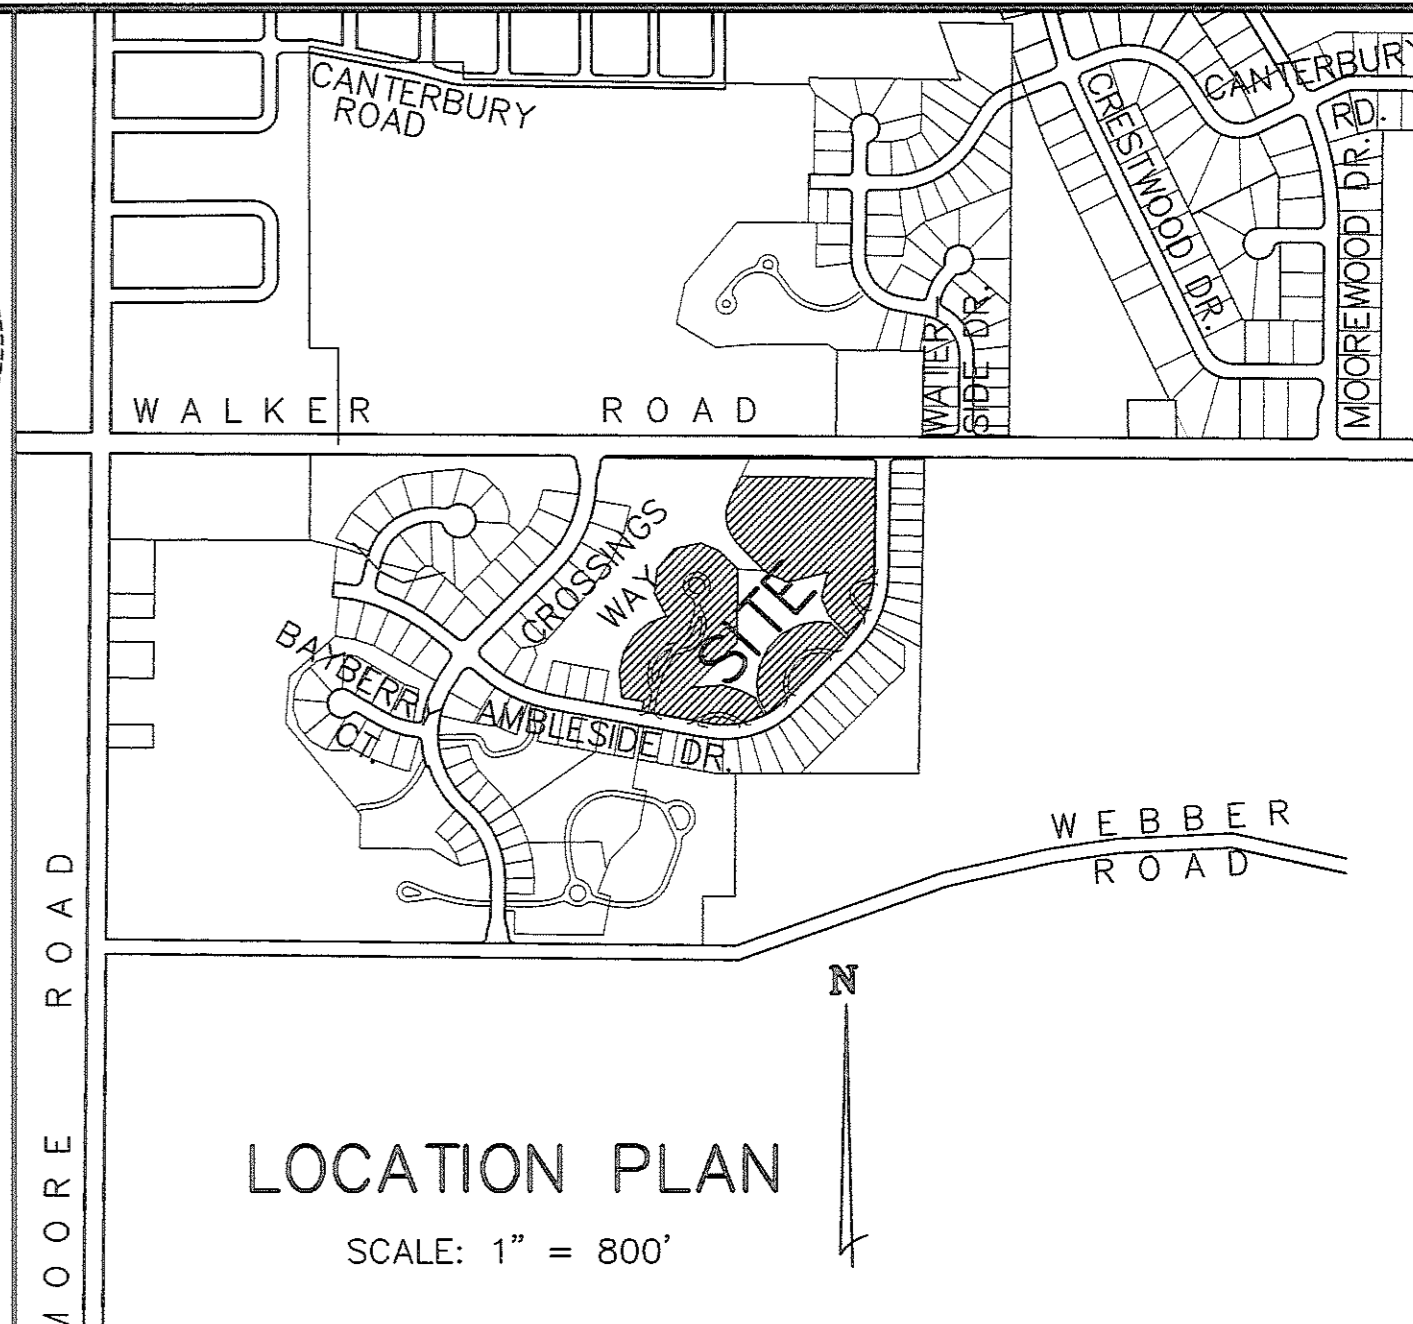 CANTERBURY
ROAD
CANTERBURY
RD.
CRESTWOOD DR.
MOOREWOOD DR.
WATER
SIDE DR.
WALKER ROAD
CROSSINGS
WAY
SITE
BAYBERRY
CT.
AMBLESIDE DR.
WEBBER
ROAD
MOORE ROAD
N
LOCATION PLAN
SCALE: 1" = 800'